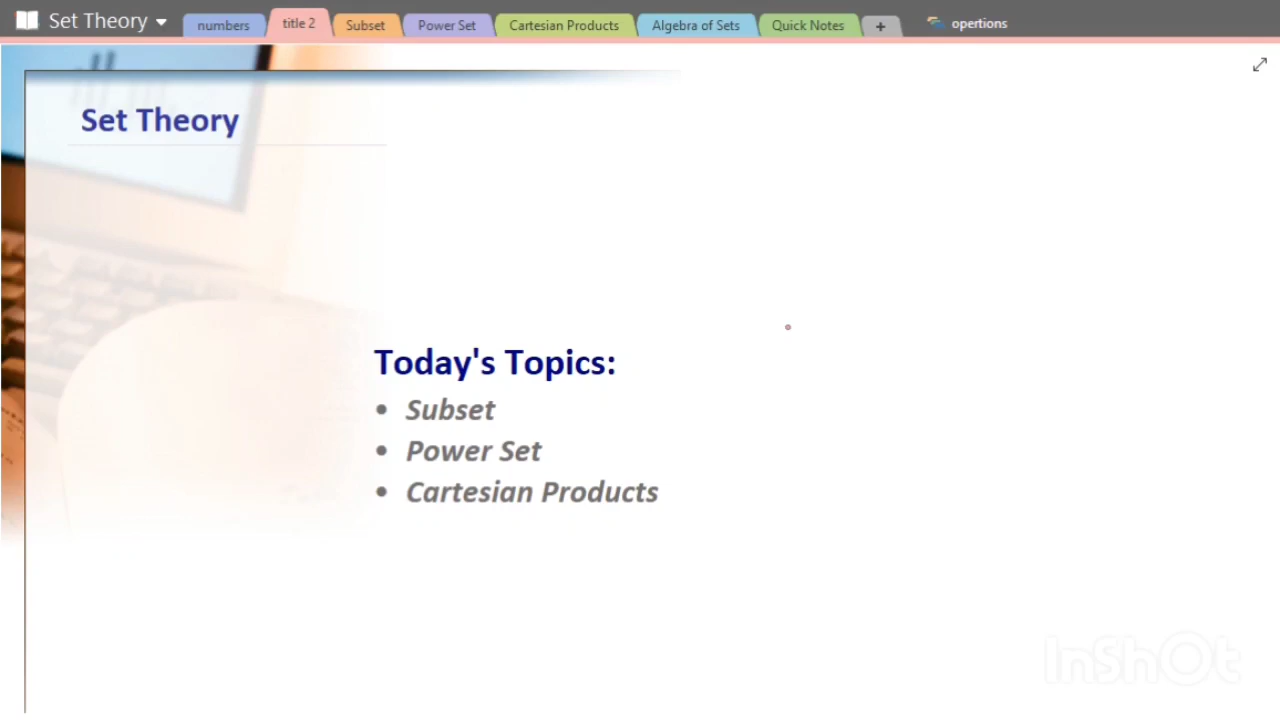 Set Theory
numbers
title 2
Subset
Power Set
Cartesian Products
Algebra of Sets
Quick Notes
+
opertions
Set Theory
Today's Topics:
• Subset
• Power Set
• Cartesian Products
InShOt